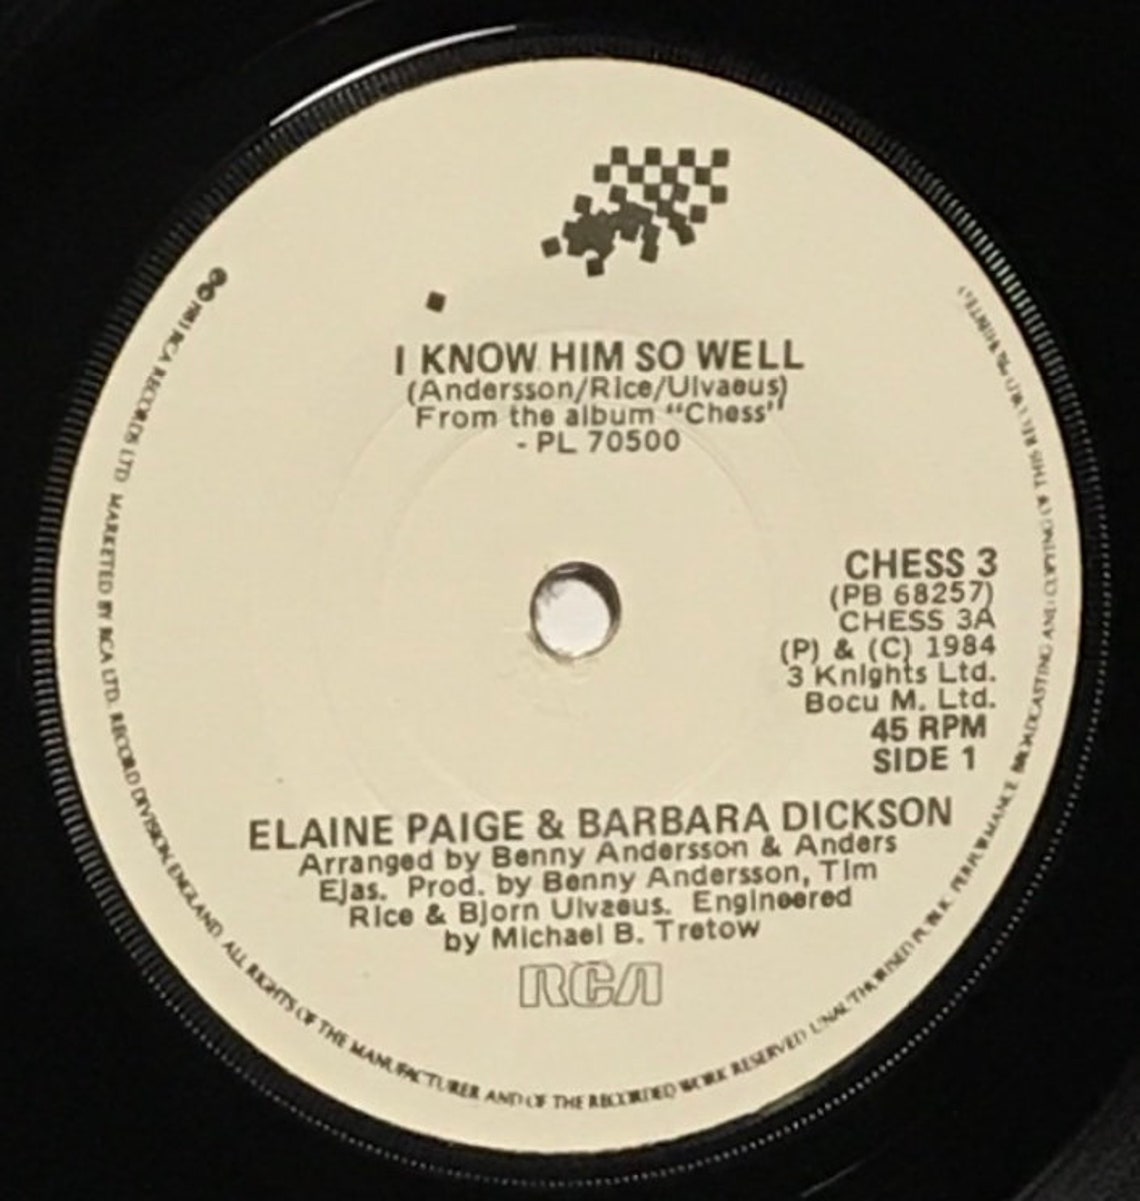 I KNOW HIM SO WELL
(Andersson/Rice/Ulvaeus)
From the album "Chess"
- PL 70500
CHESS 3
(PB 68257)
CHESS 3A
(P) & (C) 1984
3 Knights Ltd.
Bocu M. Ltd.
45 RPM
SIDE 1
ELAINE PAIGE & BARBARA DICKSON
Arranged by Benny Andersson & Anders
Ejas. Prod. by Benny Andersson, Tim
Rice & Bjorn Ulvaeus. Engineered
by Michael B. Tretow
RCA
RCA RECORDS LTD MARKETED BY RCA LTD. RECORD DIVISION, ENGLAND. ALL RIGHTS OF THE MANUFACTURER AND OF THE RECORDED WORK RESERVED UNAUTHORISED PUBLIC PERFORMANCE BROADCASTING AND COPYING OF THIS RECORD PROHIBITED